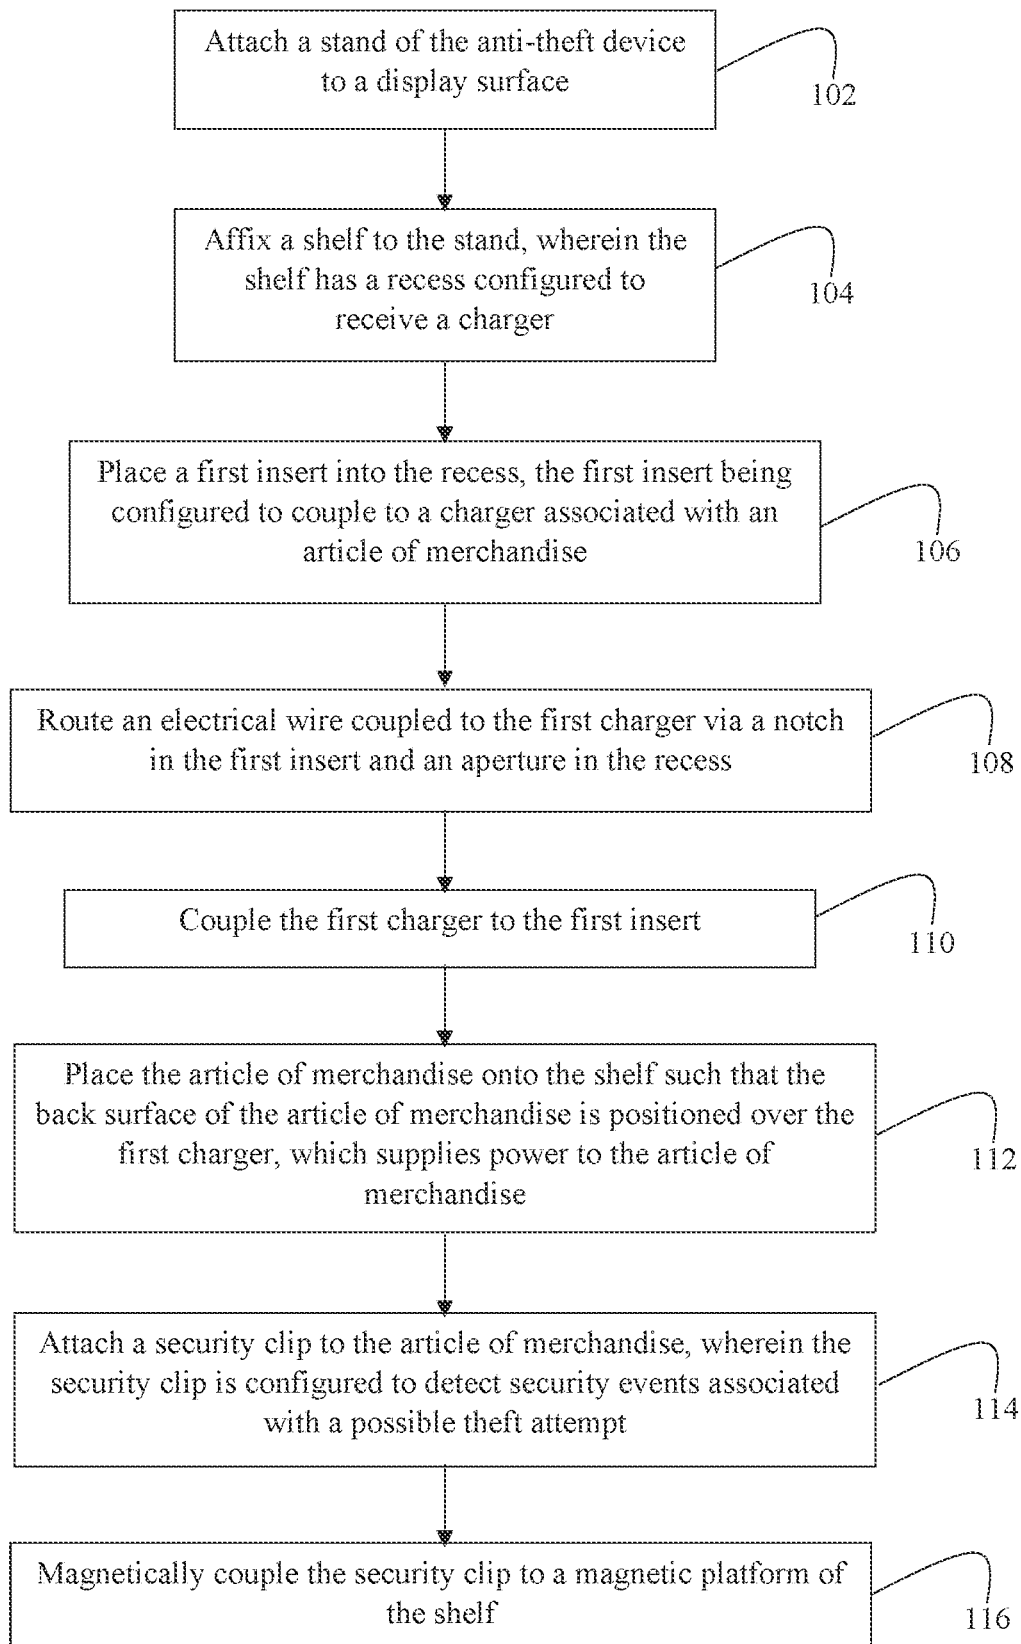 Attach a stand of the anti-theft device
to a display surface
102
Affix a shelf to the stand, wherein the
shelf has a recess configured to
receive a charger
104
Place a first insert into the recess, the first insert being
configured to couple to a charger associated with an
article of merchandise
106
Route an electrical wire coupled to the first charger via a notch
in the first insert and an aperture in the recess
108
Couple the first charger to the first insert
110
Place the article of merchandise onto the shelf such that the
back surface of the article of merchandise is positioned over the
first charger, which supplies power to the article of
merchandise
112
Attach a security clip to the article of merchandise, wherein the
security clip is configured to detect security events associated
with a possible theft attempt
114
Magnetically couple the security clip to a magnetic platform of
the shelf
116